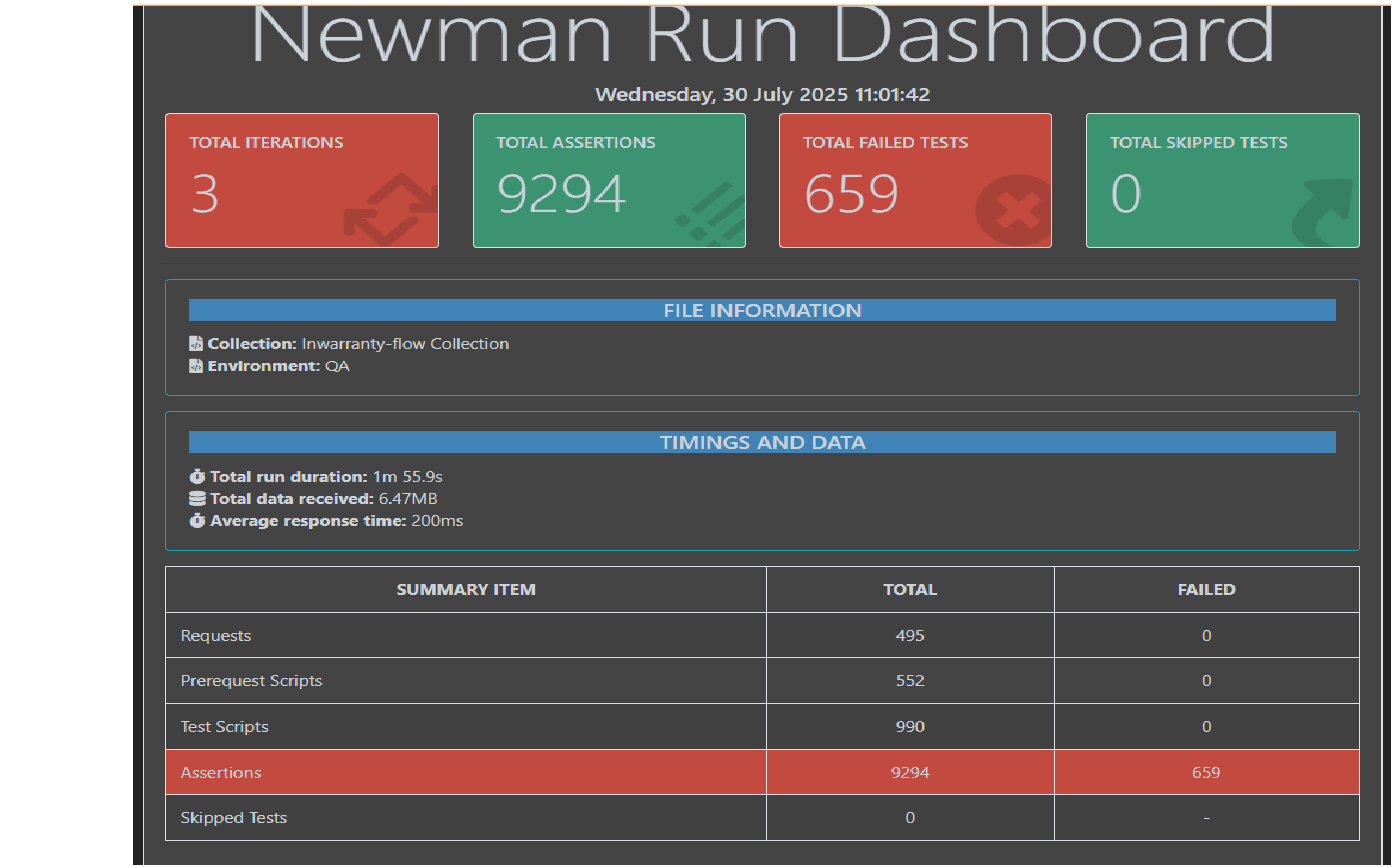 Newman Run Dashboard
Wednesday, 30 July 2025 11:01:42
TOTAL ITERATIONS
3
TOTAL ASSERTIONS
9294
TOTAL FAILED TESTS
659
TOTAL SKIPPED TESTS
0
FILE INFORMATION
Collection: Inwarranty-flow Collection
Environment: QA
TIMINGS AND DATA
Total run duration: 1m 55.9s
Total data received: 6.47MB
Average response time: 200ms
SUMMARY ITEM TOTAL FAILED
Requests 495 0
Prerequest Scripts 552 0
Test Scripts 990 0
Assertions 9294 659
Skipped Tests 0 -